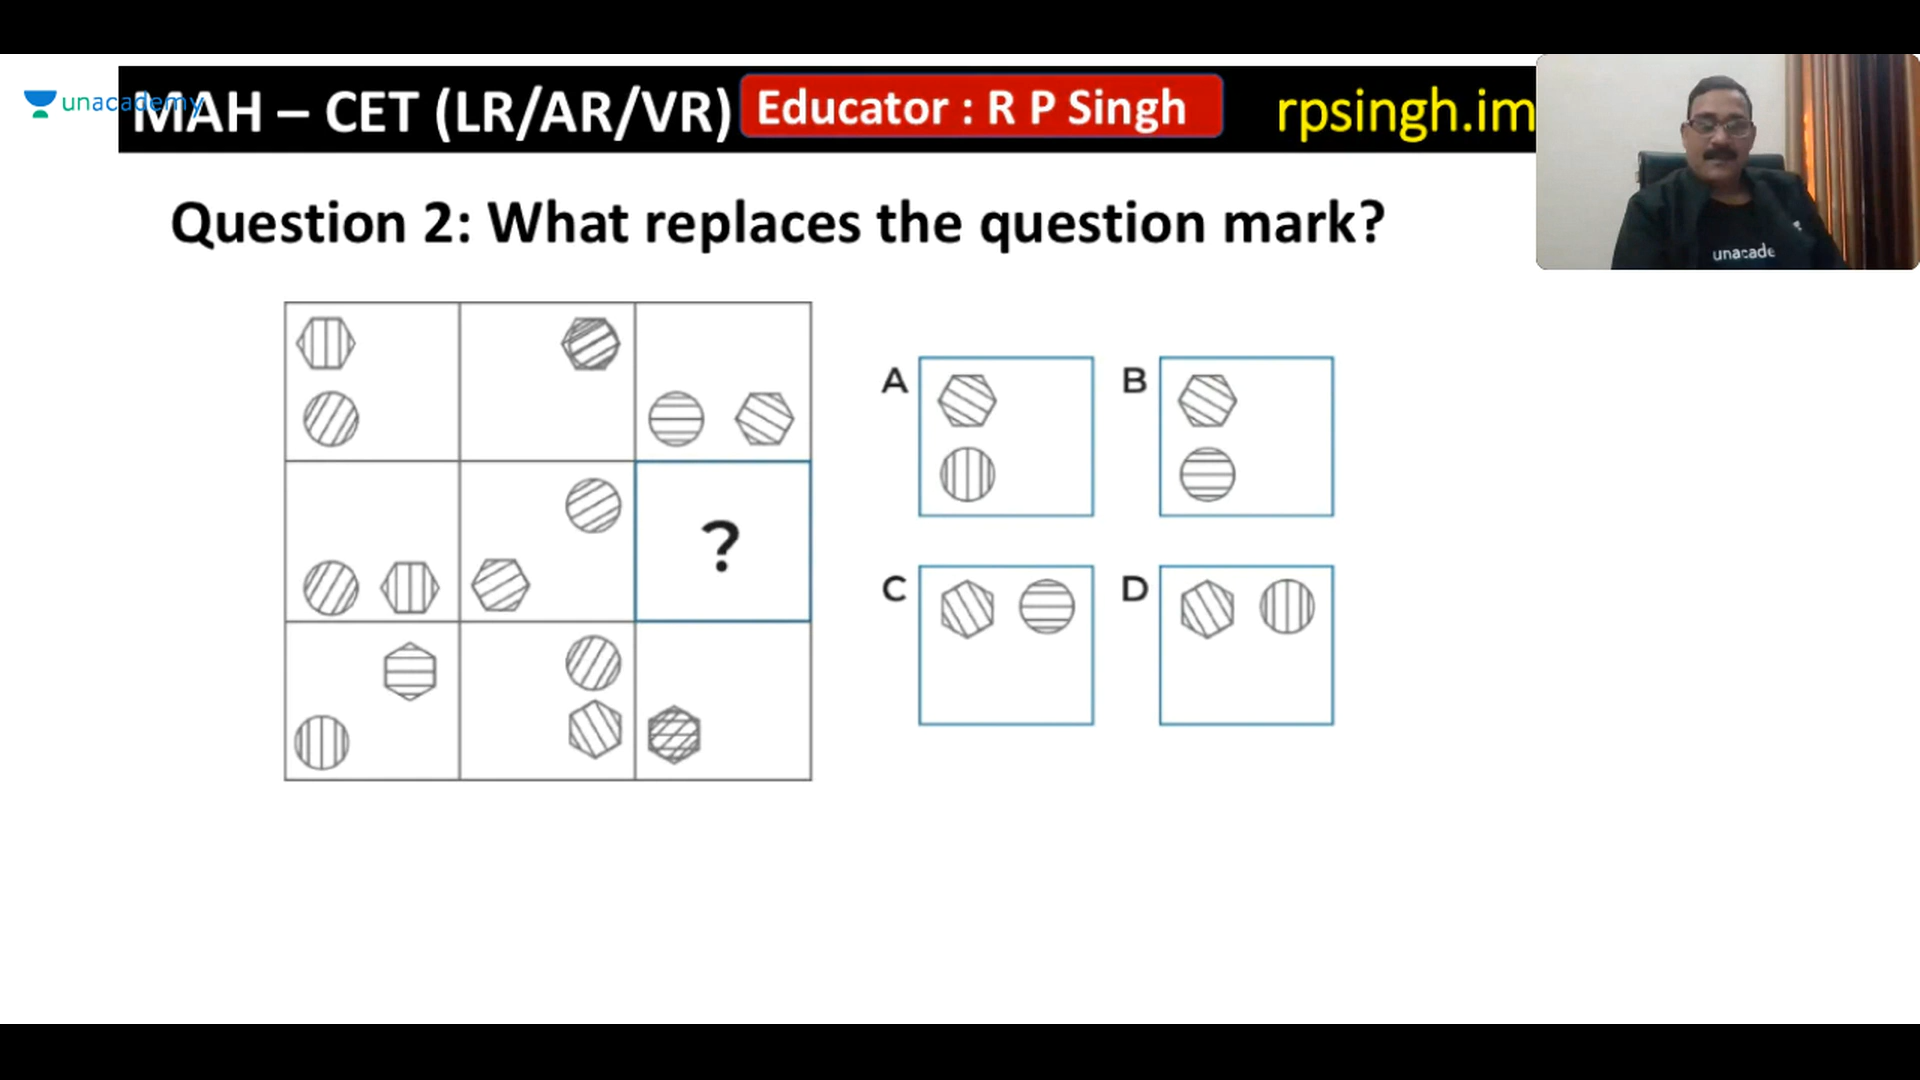 unacademy
MAH – CET (LR/AR/VR) Educator : R P Singh rpsingh.im
unacade
Question 2: What replaces the question mark?
A B
?
C D